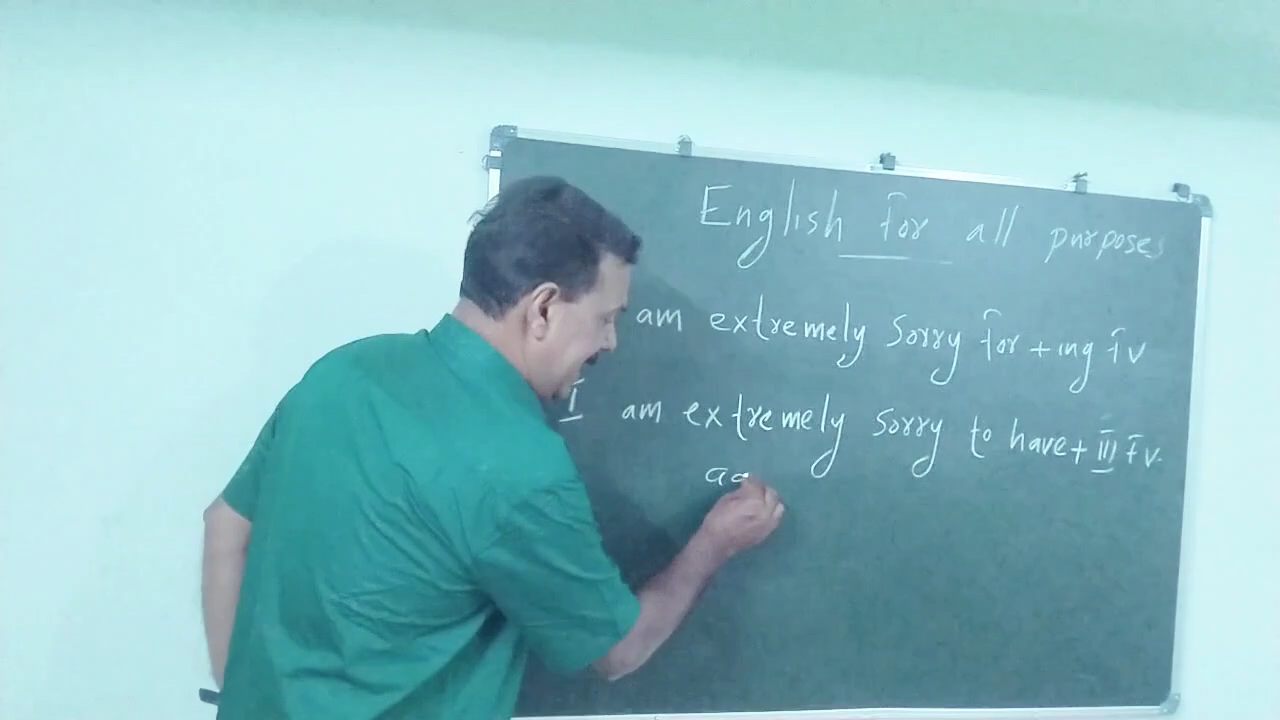 English for all purposes
am extremely sorry for + ing fv
I am extremely sorry to have + III fv.